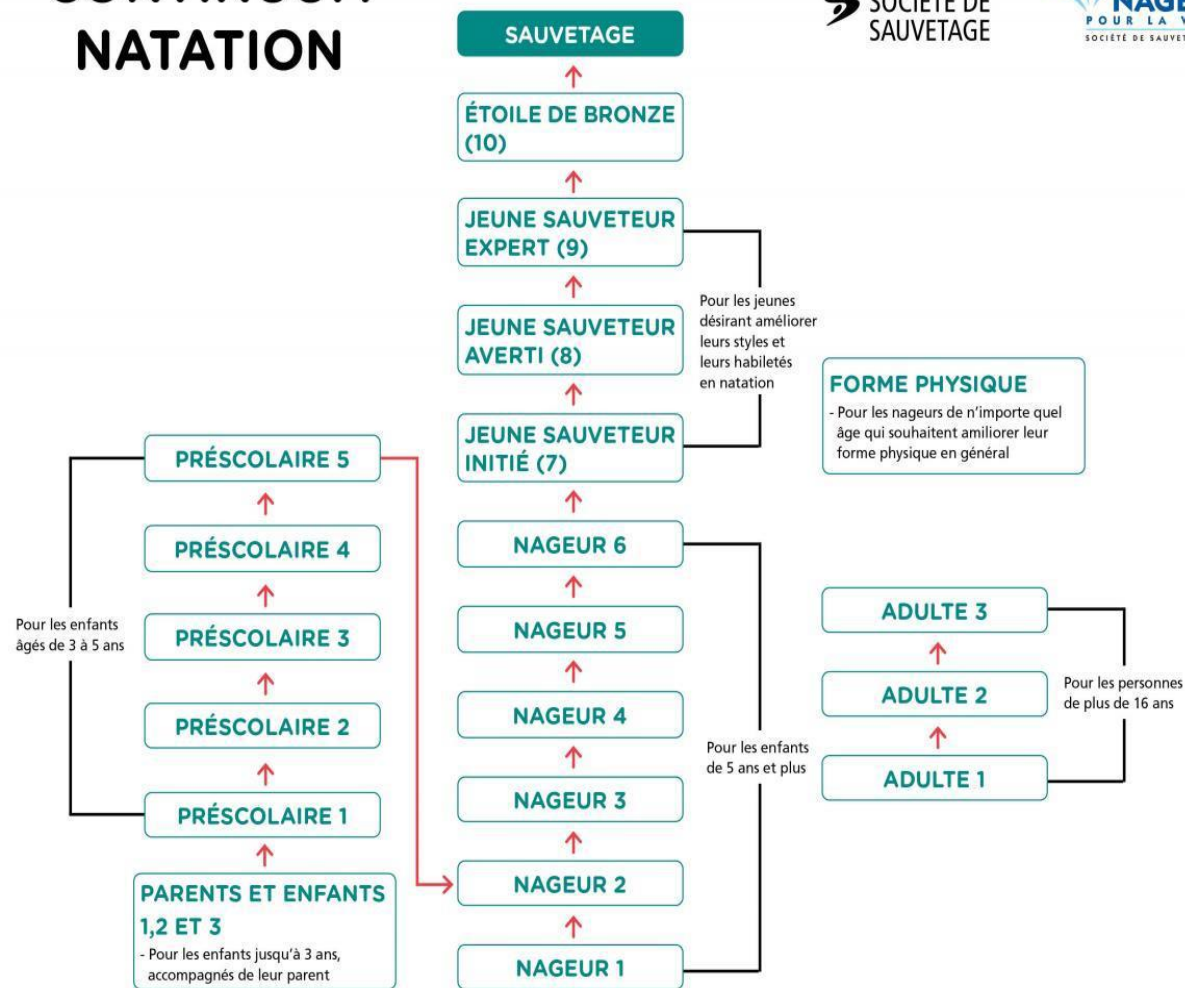 NATATION
SOCIÉTÉ DE
SAUVETAGE
POUR LA
SOCIÉTÉ DE
SAUVETAGE
ÉTOILE DE BRONZE
(10)
JEUNE SAUVETEUR
EXPERT (9)
JEUNE SAUVETEUR
AVERTI (8)
JEUNE SAUVETEUR
INITIÉ (7)
Pour les jeunes
désirant améliorer
leurs styles et
leurs habiletés
en natation
FORME PHYSIQUE
- Pour les nageurs de n'importe quel
âge qui souhaitent amiliorer leur
forme physique en général
PRÉSCOLAIRE 5
PRÉSCOLAIRE 4
PRÉSCOLAIRE 3
PRÉSCOLAIRE 2
PRÉSCOLAIRE 1
Pour les enfants
âgés de 3 à 5 ans
PARENTS ET ENFANTS
1,2 ET 3
- Pour les enfants jusqu'à 3 ans,
accompagnés de leur parent
NAGEUR 6
NAGEUR 5
NAGEUR 4
NAGEUR 3
NAGEUR 2
NAGEUR 1
Pour les enfants
de 5 ans et plus
ADULTE 3
ADULTE 2
ADULTE 1
Pour les personnes
de plus de 16 ans